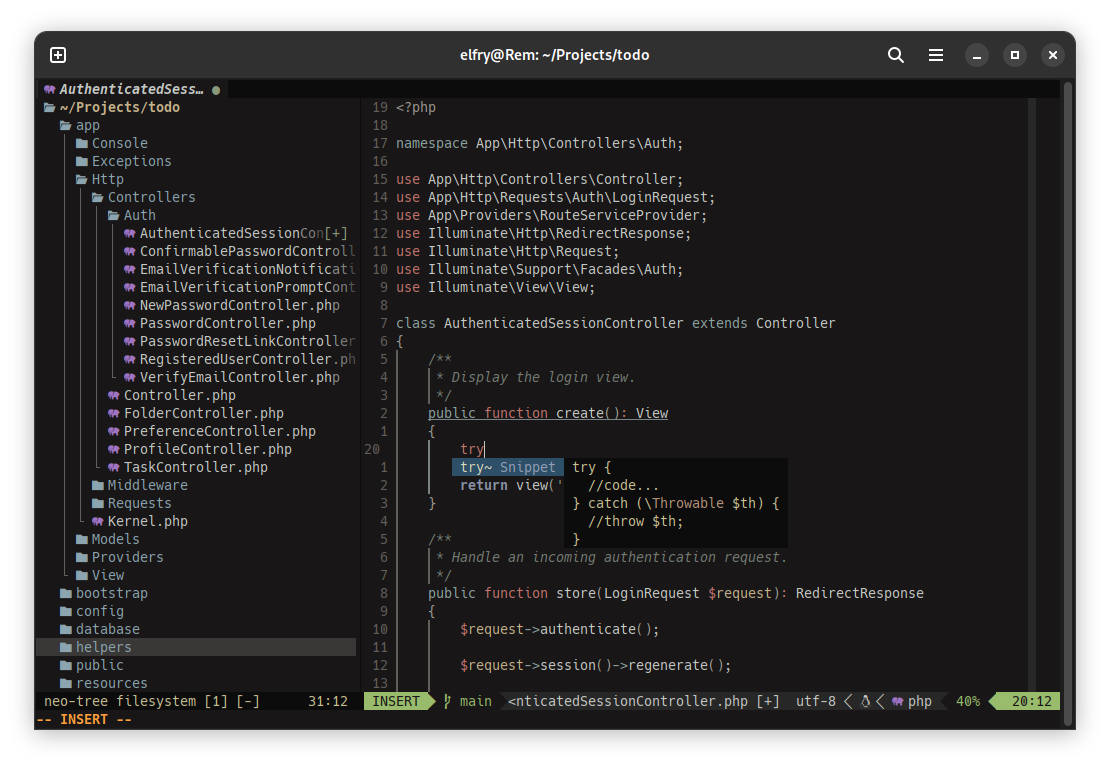 elfry@Rem: ~/Projects/todo
AuthenticatedSess…
~/Projects/todo
app
Console
Exceptions
Http
Controllers
Auth
AuthenticatedSessionCon[+]
ConfirmablePasswordControll
EmailVerificationNotificati
EmailVerificationPromptCont
NewPasswordController.php
PasswordController.php
PasswordResetLinkController
RegisteredUserController.ph
VerifyEmailController.php
Controller.php
FolderController.php
PreferenceController.php
ProfileController.php
TaskController.php
Middleware
Requests
Kernel.php
Models
Providers
View
bootstrap
config
database
helpers
public
resources
neo-tree filesystem [1] [-] 31:12
19 <?php
18
17 namespace App\Http\Controllers\Auth;
16
15 use App\Http\Controllers\Controller;
14 use App\Http\Requests\Auth\LoginRequest;
13 use App\Providers\RouteServiceProvider;
12 use Illuminate\Http\RedirectResponse;
11 use Illuminate\Http\Request;
10 use Illuminate\Support\Facades\Auth;
9 use Illuminate\View\View;
8
7 class AuthenticatedSessionController extends Controller
6 {
5 /**
4 * Display the login view.
3 */
2 public function create(): View
1 {
20 try
1 try~ Snippet
2 return view('
3 }
4
5 /**
6 * Handle an incoming authentication request.
7 */
8 public function store(LoginRequest $request): RedirectResponse
9 {
10 $request->authenticate();
11
12 $request->session()->regenerate();
13
try {
//code...
} catch (\Throwable $th) {
//throw $th;
}
INSERT main <nticatedSessionController.php [+] utf-8 < < php 40% 20:12
-- INSERT --